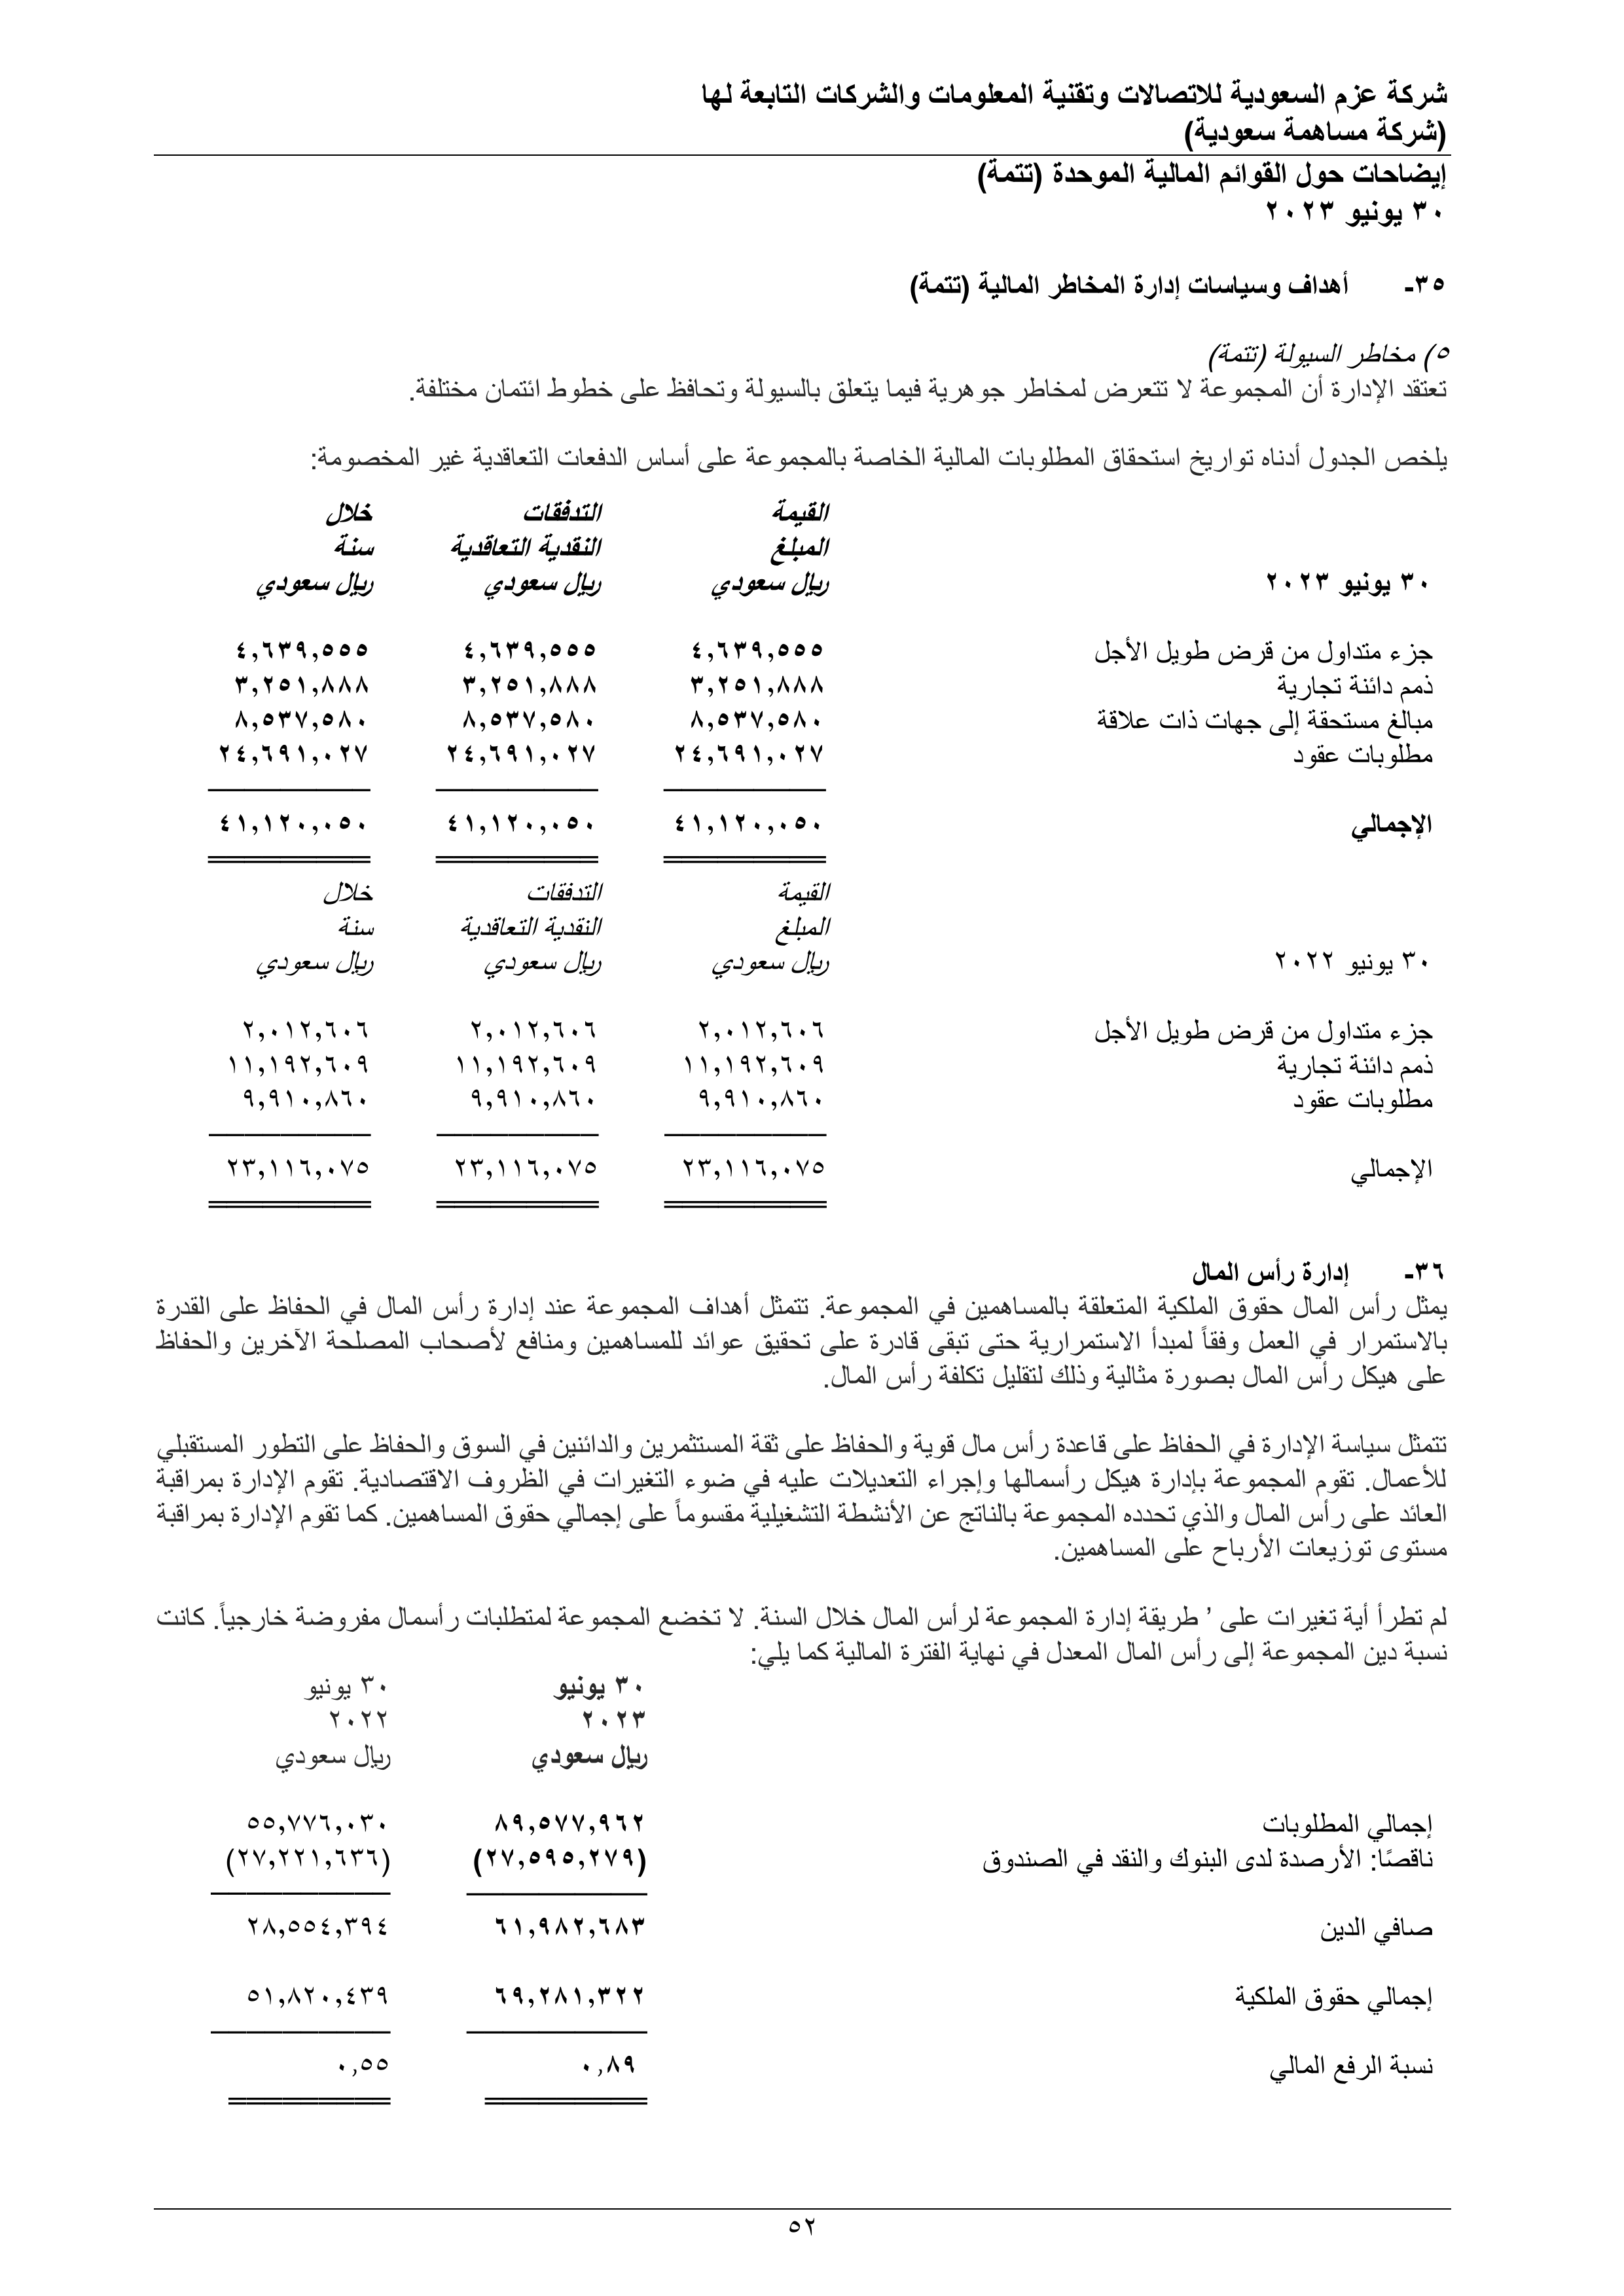 شركة عزم السعودية للاتصالات وتقنية المعلومات والشركات التابعة لها
(شركة مساهمة سعودية)
إيضاحات حول القوائم المالية الموحدة (تتمة)
٣٠ يونيو ٢٠٢٣
٣٥- أهداف وسياسات إدارة المخاطر المالية (تتمة)
٥) مخاطر السيولة (تتمة)
تعتقد الإدارة أن المجموعة لا تتعرض لمخاطر جوهرية فيما يتعلق بالسيولة وتحافظ على خطوط ائتمان مختلفة.
يلخص الجدول أدناه تواريخ استحقاق المطلوبات المالية الخاصة بالمجموعة على أساس الدفعات التعاقدية غير المخصومة:
القيمة التدفقات خلال
المبلغ النقدية التعاقدية سنة
٣٠ يونيو ٢٠٢٣ ريال سعودي ريال سعودي ريال سعودي
جزء متداول من قرض طويل الأجل ٤,٦٣٩,٥٥٥ ٤,٦٣٩,٥٥٥ ٤,٦٣٩,٥٥٥
ذمم دائنة تجارية ٣,٢٥١,٨٨٨ ٣,٢٥١,٨٨٨ ٣,٢٥١,٨٨٨
مبالغ مستحقة إلى جهات ذات علاقة ٨,٥٣٧,٥٨٠ ٨,٥٣٧,٥٨٠ ٨,٥٣٧,٥٨٠
مطلوبات عقود ٢٤,٦٩١,٠٢٧ ٢٤,٦٩١,٠٢٧ ٢٤,٦٩١,٠٢٧
الإجمالي ٤١,١٢٠,٠٥٠ ٤١,١٢٠,٠٥٠ ٤١,١٢٠,٠٥٠
القيمة التدفقات خلال
المبلغ النقدية التعاقدية سنة
٣٠ يونيو ٢٠٢٢ ريال سعودي ريال سعودي ريال سعودي
جزء متداول من قرض طويل الأجل ٢,٠١٢,٦٠٦ ٢,٠١٢,٦٠٦ ٢,٠١٢,٦٠٦
ذمم دائنة تجارية ١١,١٩٢,٦٠٩ ١١,١٩٢,٦٠٩ ١١,١٩٢,٦٠٩
مطلوبات عقود ٩,٩١٠,٨٦٠ ٩,٩١٠,٨٦٠ ٩,٩١٠,٨٦٠
الإجمالي ٢٣,١١٦,٠٧٥ ٢٣,١١٦,٠٧٥ ٢٣,١١٦,٠٧٥
٣٦- إدارة رأس المال
يمثل رأس المال حقوق الملكية المتعلقة بالمساهمين في المجموعة. تتمثل أهداف المجموعة عند إدارة رأس المال في الحفاظ على القدرة
بالاستمرار في العمل وفقاً لمبدأ الاستمرارية حتى تبقى قادرة على تحقيق عوائد للمساهمين ومنافع لأصحاب المصلحة الآخرين والحفاظ
على هيكل رأس المال بصورة مثالية وذلك لتقليل تكلفة رأس المال.
تتمثل سياسة الإدارة في الحفاظ على قاعدة رأس مال قوية والحفاظ على ثقة المستثمرين والدائنين في السوق والحفاظ على التطور المستقبلي
للأعمال. تقوم المجموعة بإدارة هيكل رأسمالها وإجراء التعديلات عليه في ضوء التغيرات في الظروف الاقتصادية. تقوم الإدارة بمراقبة
العائد على رأس المال والذي تحدده المجموعة بالناتج عن الأنشطة التشغيلية مقسوماً على إجمالي حقوق المساهمين. كما تقوم الإدارة بمراقبة
مستوى توزيعات الأرباح على المساهمين.
لم تطرأ أية تغيرات على ’ طريقة إدارة المجموعة لرأس المال خلال السنة. لا تخضع المجموعة لمتطلبات رأسمال مفروضة خارجياً. كانت
نسبة دين المجموعة إلى رأس المال المعدل في نهاية الفترة المالية كما يلي:
٣٠ يونيو ٣٠ يونيو
٢٠٢٣ ٢٠٢٢
ريال سعودي ريال سعودي
إجمالي المطلوبات ٨٩,٥٧٧,٩٦٢ ٥٥,٧٧٦,٠٣٠
ناقصًا: الأرصدة لدى البنوك والنقد في الصندوق (٢٧,٥٩٥,٢٧٩) (٢٧,٢٢١,٦٣٦)
صافي الدين ٦١,٩٨٢,٦٨٣ ٢٨,٥٥٤,٣٩٤
إجمالي حقوق الملكية ٦٩,٢٨١,٣٢٢ ٥١,٨٢٠,٤٣٩
نسبة الرفع المالي ٠,٨٩ ٠,٥٥
٥٢